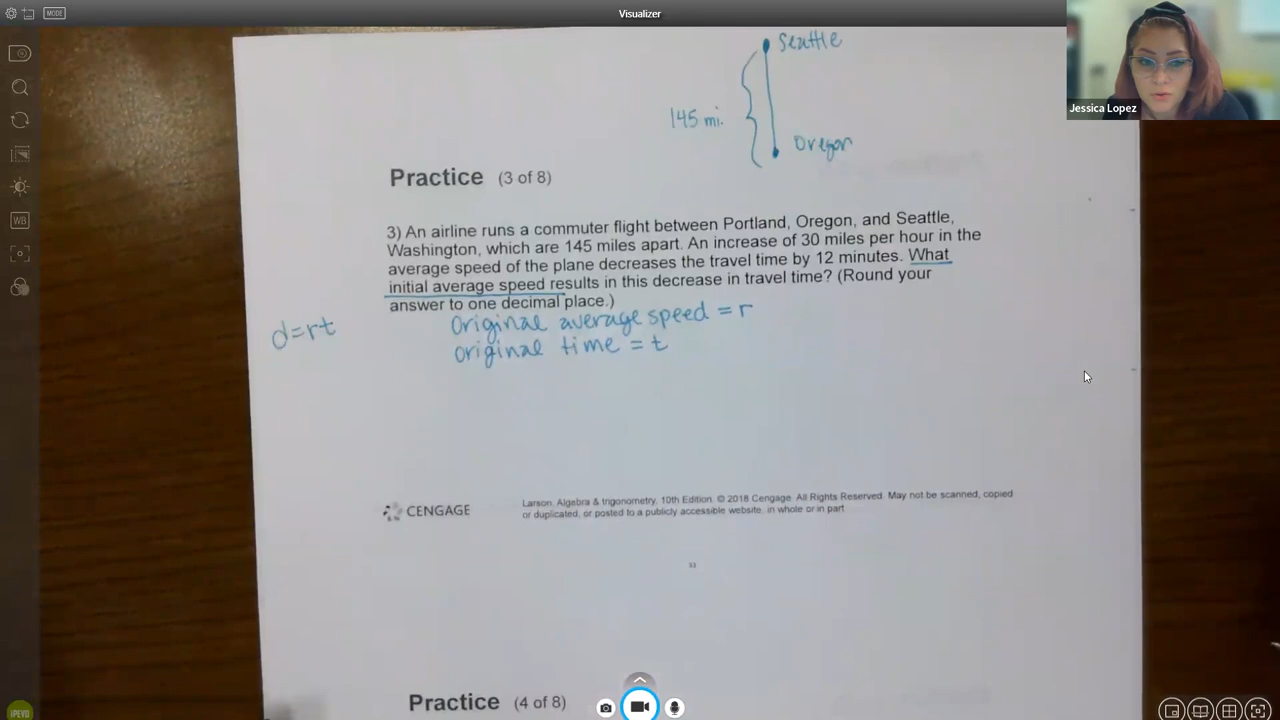 Visualizer
MODE
Seattle
145 mi.
Oregon
Jessica Lopez
Practice (3 of 8)
3) An airline runs a commuter flight between Portland, Oregon, and Seattle,
Washington, which are 145 miles apart. An increase of 30 miles per hour in the
average speed of the plane decreases the travel time by 12 minutes. What
initial average speed results in this decrease in travel time? (Round your
answer to one decimal place.)
d=rt
Original average speed = r
original time = t
WB
CENGAGE
Larson, Algebra & trigonometry, 10th Edition. © 2018 Cengage. All Rights Reserved. May not be scanned, copied
or duplicated, or posted to a publicly accessible website, in whole or in part
33
Practice (4 of 8)
IPEVO